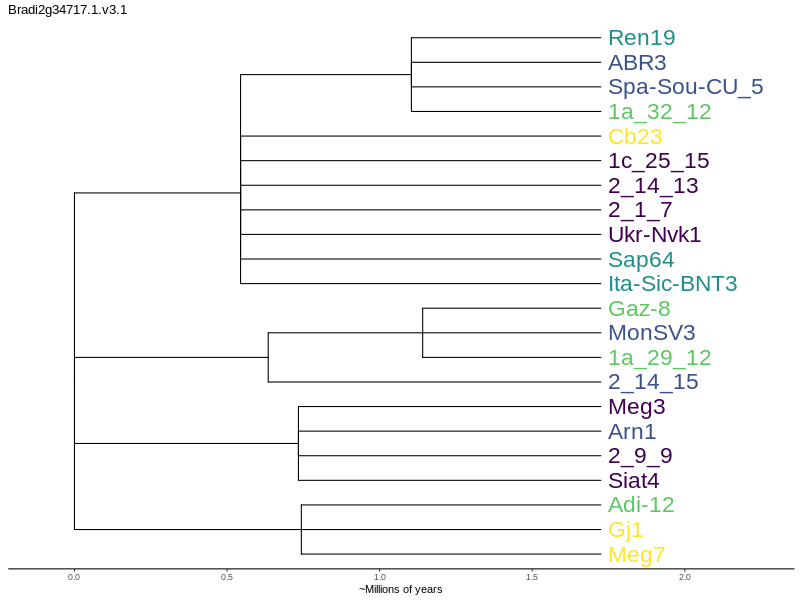 Bradi2g34717.1.v3.1
Ren19
ABR3
Spa-Sou-CU_5
1a_32_12
Cb23
1c_25_15
2_14_13
2_1_7
Ukr-Nvk1
Sap64
Ita-Sic-BNT3
Gaz-8
MonSV3
1a_29_12
2_14_15
Meg3
Arn1
2_9_9
Siat4
Adi-12
Gj1
Meg7
0.0 0.5 1.0 1.5 2.0
~Millions of years